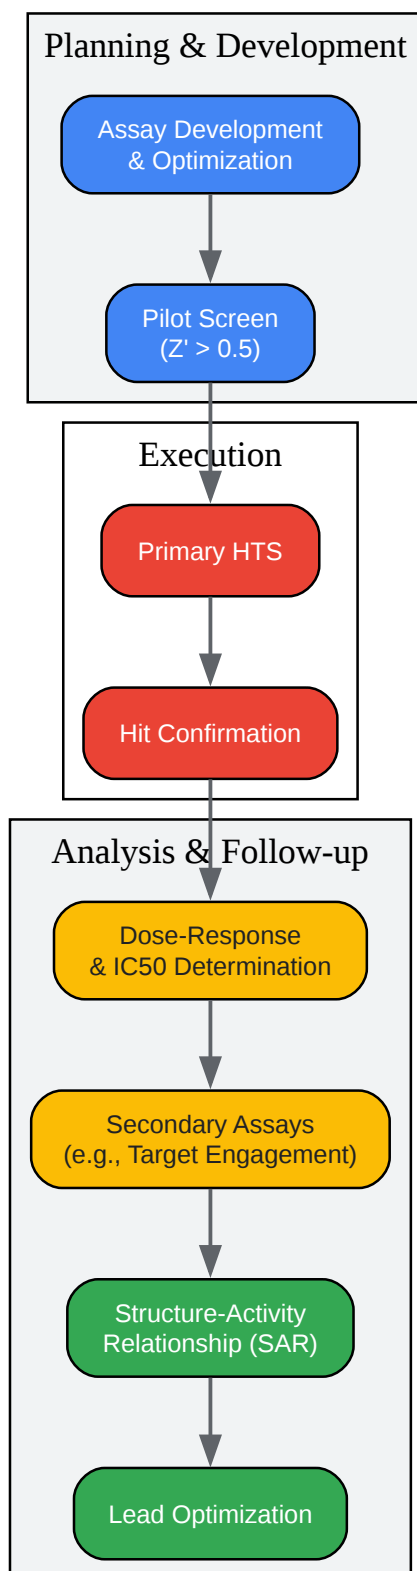 Planning & Development
Assay Development
& Optimization
Pilot Screen
(Z' > 0.5)
Execution
Primary HTS
Hit Confirmation
Analysis & Follow-up
Dose-Response
& IC50 Determination
Secondary Assays
(e.g., Target Engagement)
Structure-Activity
Relationship (SAR)
Lead Optimization